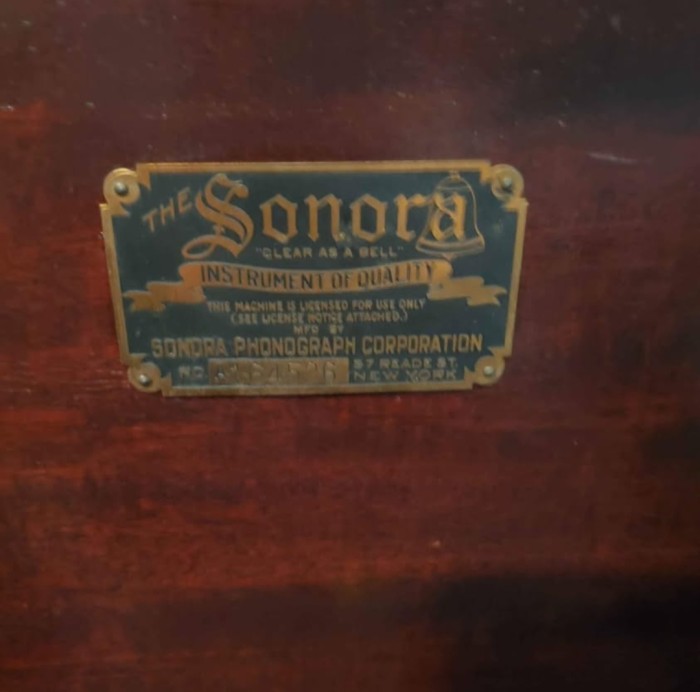 THE Sonora
"CLEAR AS A BELL"
INSTRUMENT OF QUALITY
THIS MACHINE IS LICENSED FOR USE ONLY
(SEE LICENSE NOTICE ATTACHED.)
MFD BY
SONORA PHONOGRAPH CORPORATION
NO. 57 READE ST.
NEW YORK